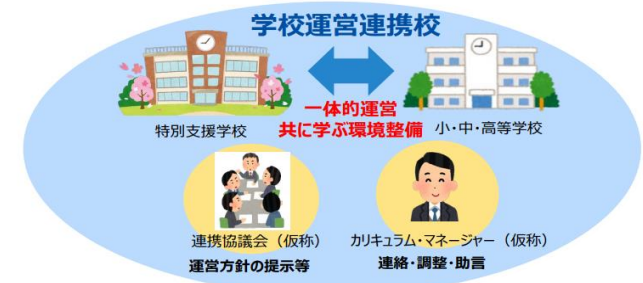 学校運営連携校
一体的運営
共に学ぶ環境整備
特別支援学校
小・中・高等学校
連携協議会（仮称）
運営方針の提示等
カリキュラム・マネージャー（仮称）
連絡・調整・助言